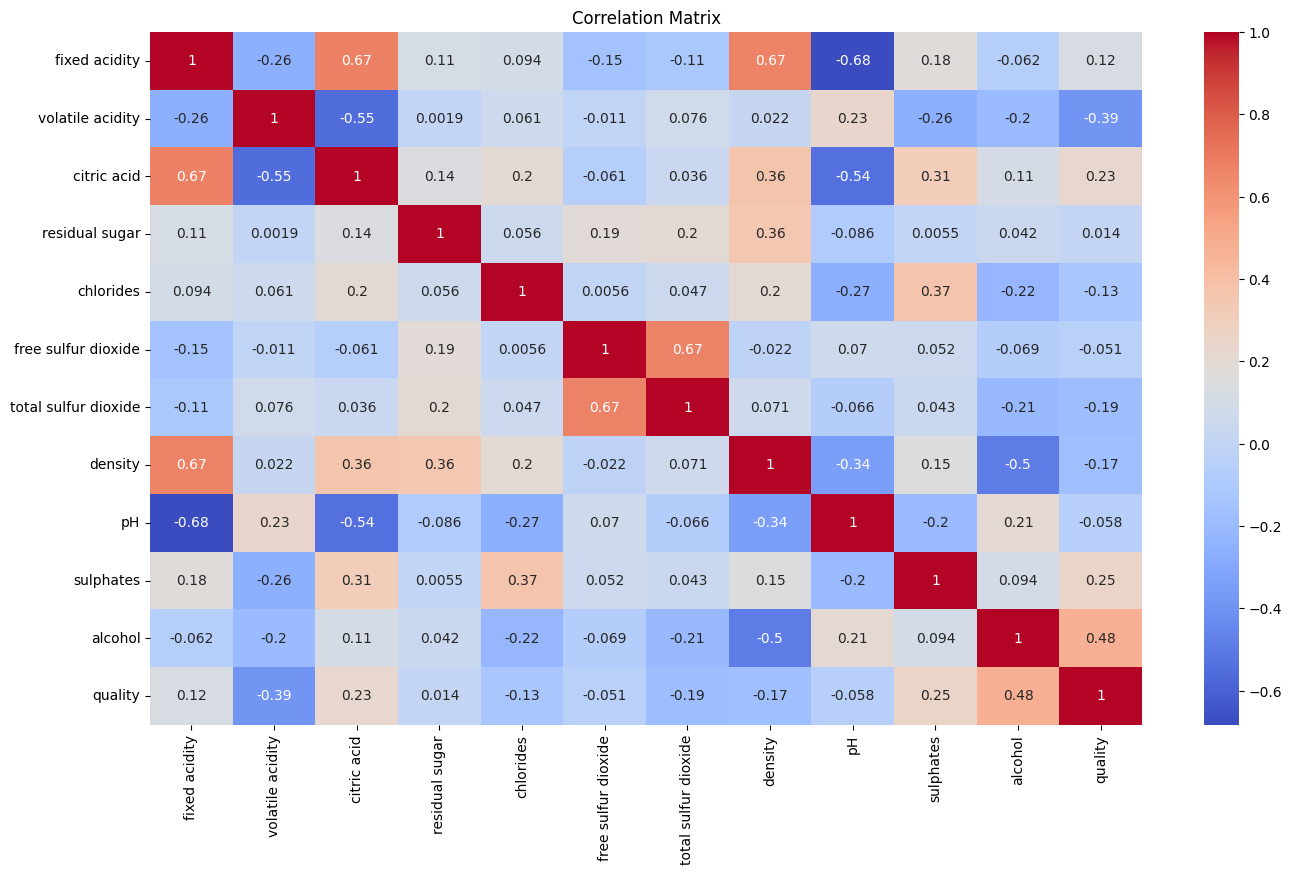 Correlation Matrix
fixed acidity 1 -0.26 0.67 0.11 0.094 -0.15 -0.11 0.67 -0.68 0.18 -0.062 0.12
volatile acidity -0.26 1 -0.55 0.0019 0.061 -0.011 0.076 0.022 0.23 -0.26 -0.2 -0.39
citric acid 0.67 -0.55 1 0.14 0.2 -0.061 0.036 0.36 -0.54 0.31 0.11 0.23
residual sugar 0.11 0.0019 0.14 1 0.056 0.19 0.2 0.36 -0.086 0.0055 0.042 0.014
chlorides 0.094 0.061 0.2 0.056 1 0.0056 0.047 0.2 -0.27 0.37 -0.22 -0.13
free sulfur dioxide -0.15 -0.011 -0.061 0.19 0.0056 1 0.67 -0.022 0.07 0.052 -0.069 -0.051
total sulfur dioxide -0.11 0.076 0.036 0.2 0.047 0.67 1 0.071 -0.066 0.043 -0.21 -0.19
density 0.67 0.022 0.36 0.36 0.2 -0.022 0.071 1 -0.34 0.15 -0.5 -0.17
pH -0.68 0.23 -0.54 -0.086 -0.27 0.07 -0.066 -0.34 1 -0.2 0.21 -0.058
sulphates 0.18 -0.26 0.31 0.0055 0.37 0.052 0.043 0.15 -0.2 1 0.094 0.25
alcohol -0.062 -0.2 0.11 0.042 -0.22 -0.069 -0.21 -0.5 0.21 0.094 1 0.48
quality 0.12 -0.39 0.23 0.014 -0.13 -0.051 -0.19 -0.17 -0.058 0.25 0.48 1
fixed acidity
volatile acidity
citric acid
residual sugar
chlorides
free sulfur dioxide
total sulfur dioxide
density
pH
sulphates
alcohol
quality
1.0
0.8
0.6
0.4
0.2
0.0
−0.2
−0.4
−0.6